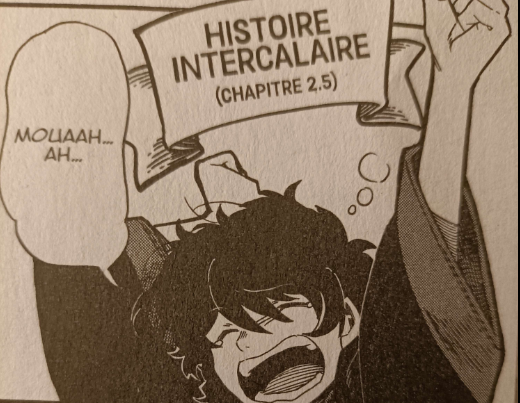 HISTOIRE
INTERCALAIRE
(CHAPITRE 2,5)
MOUAAH...
AH...